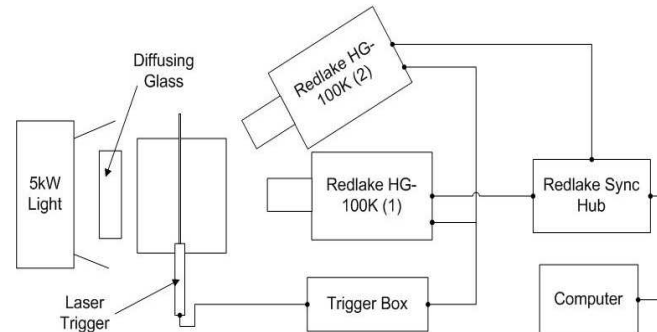 Diffusing
Glass
5kW
Light
Laser
Trigger
Redlake HG-
100K (2)
Redlake HG-
100K (1)
Trigger Box
Redlake Sync
Hub
Computer